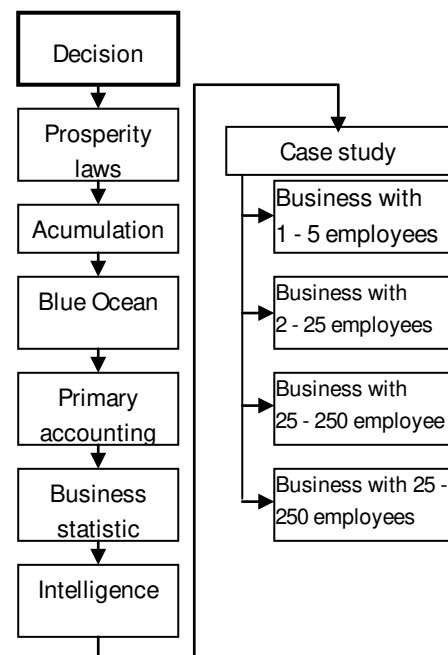 Decision
Prosperity
laws
Acumulation
Blue Ocean
Primary
accounting
Business
statistic
Intelligence
Case study
Business with
1 - 5 employees
Business with
2 - 25 employees
Business with
25 - 250 employee
Business with 25 -
250 employees